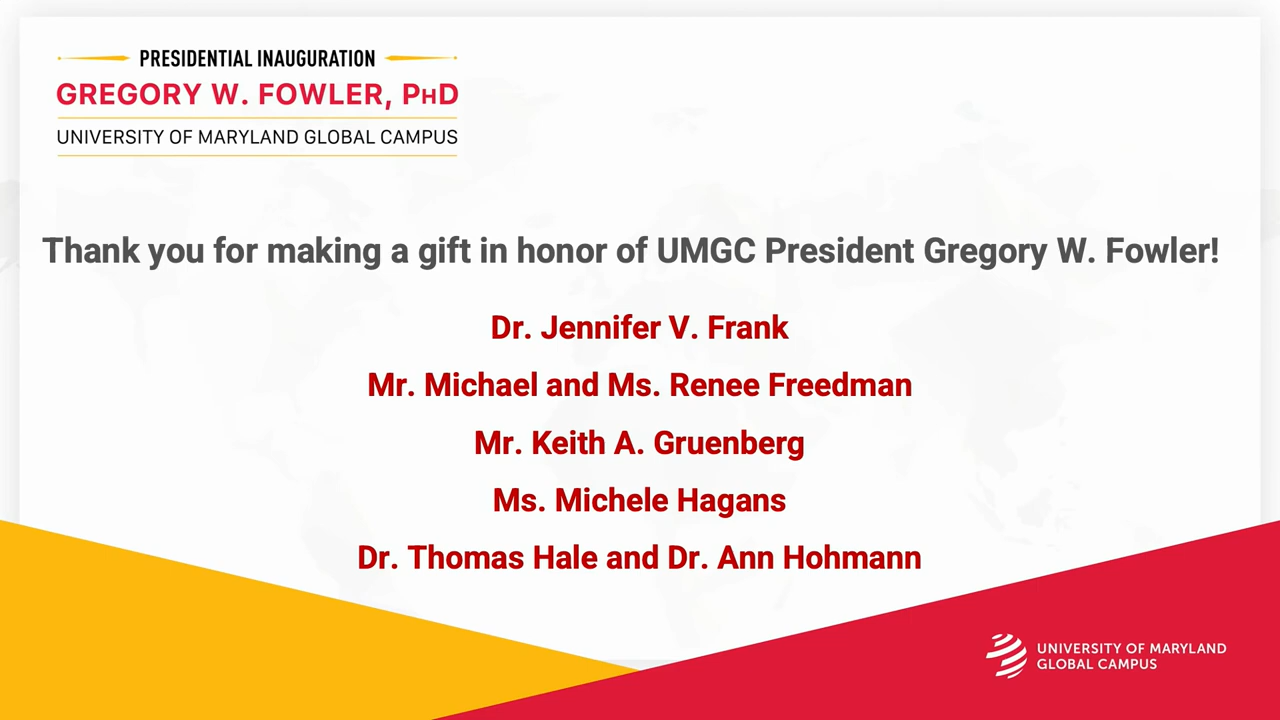 PRESIDENTIAL INAUGURATION
GREGORY W. FOWLER, PHD
UNIVERSITY OF MARYLAND GLOBAL CAMPUS
Thank you for making a gift in honor of UMGC President Gregory W. Fowler!
Dr. Jennifer V. Frank
Mr. Michael and Ms. Renee Freedman
Mr. Keith A. Gruenberg
Ms. Michele Hagans
Dr. Thomas Hale and Dr. Ann Hohmann
UNIVERSITY OF MARYLAND
GLOBAL CAMPUS